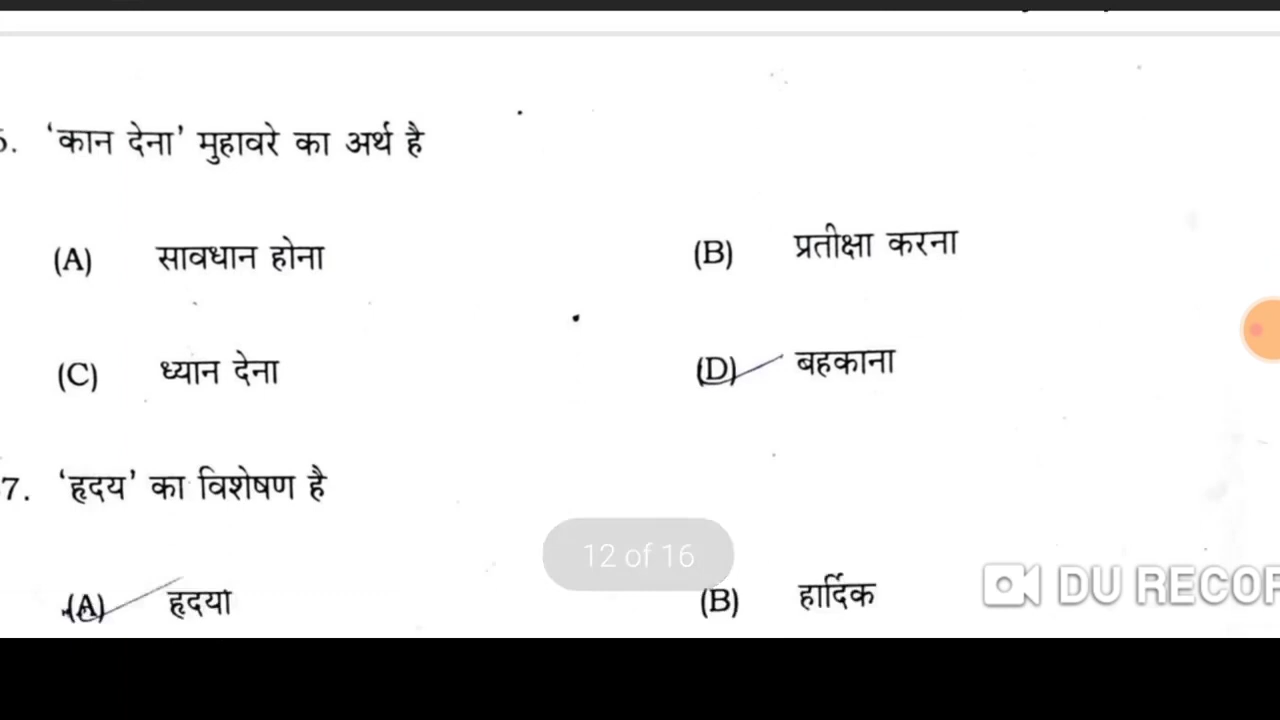 6. 'कान देना' मुहावरे का अर्थ है
(A) सावधान होना (B) प्रतीक्षा करना
(C) ध्यान देना (D) बहकाना
7. 'हृदय' का विशेषण है
12 of 16
(A) हृदया (B) हार्दिक
DU RECOR